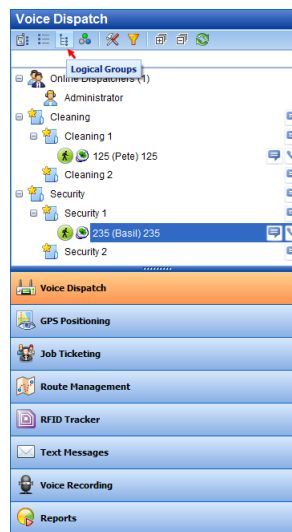 Voice Dispatch
Logical Groups
Online Dispatchers (1)
Administrator
Cleaning
Cleaning 1
125 (Pete) 125
Cleaning 2
Security
Security 1
235 (Basil) 235
Security 2
Voice Dispatch
GPS Positioning
Job Ticketing
Route Management
RFID Tracker
Text Messages
Voice Recording
Reports